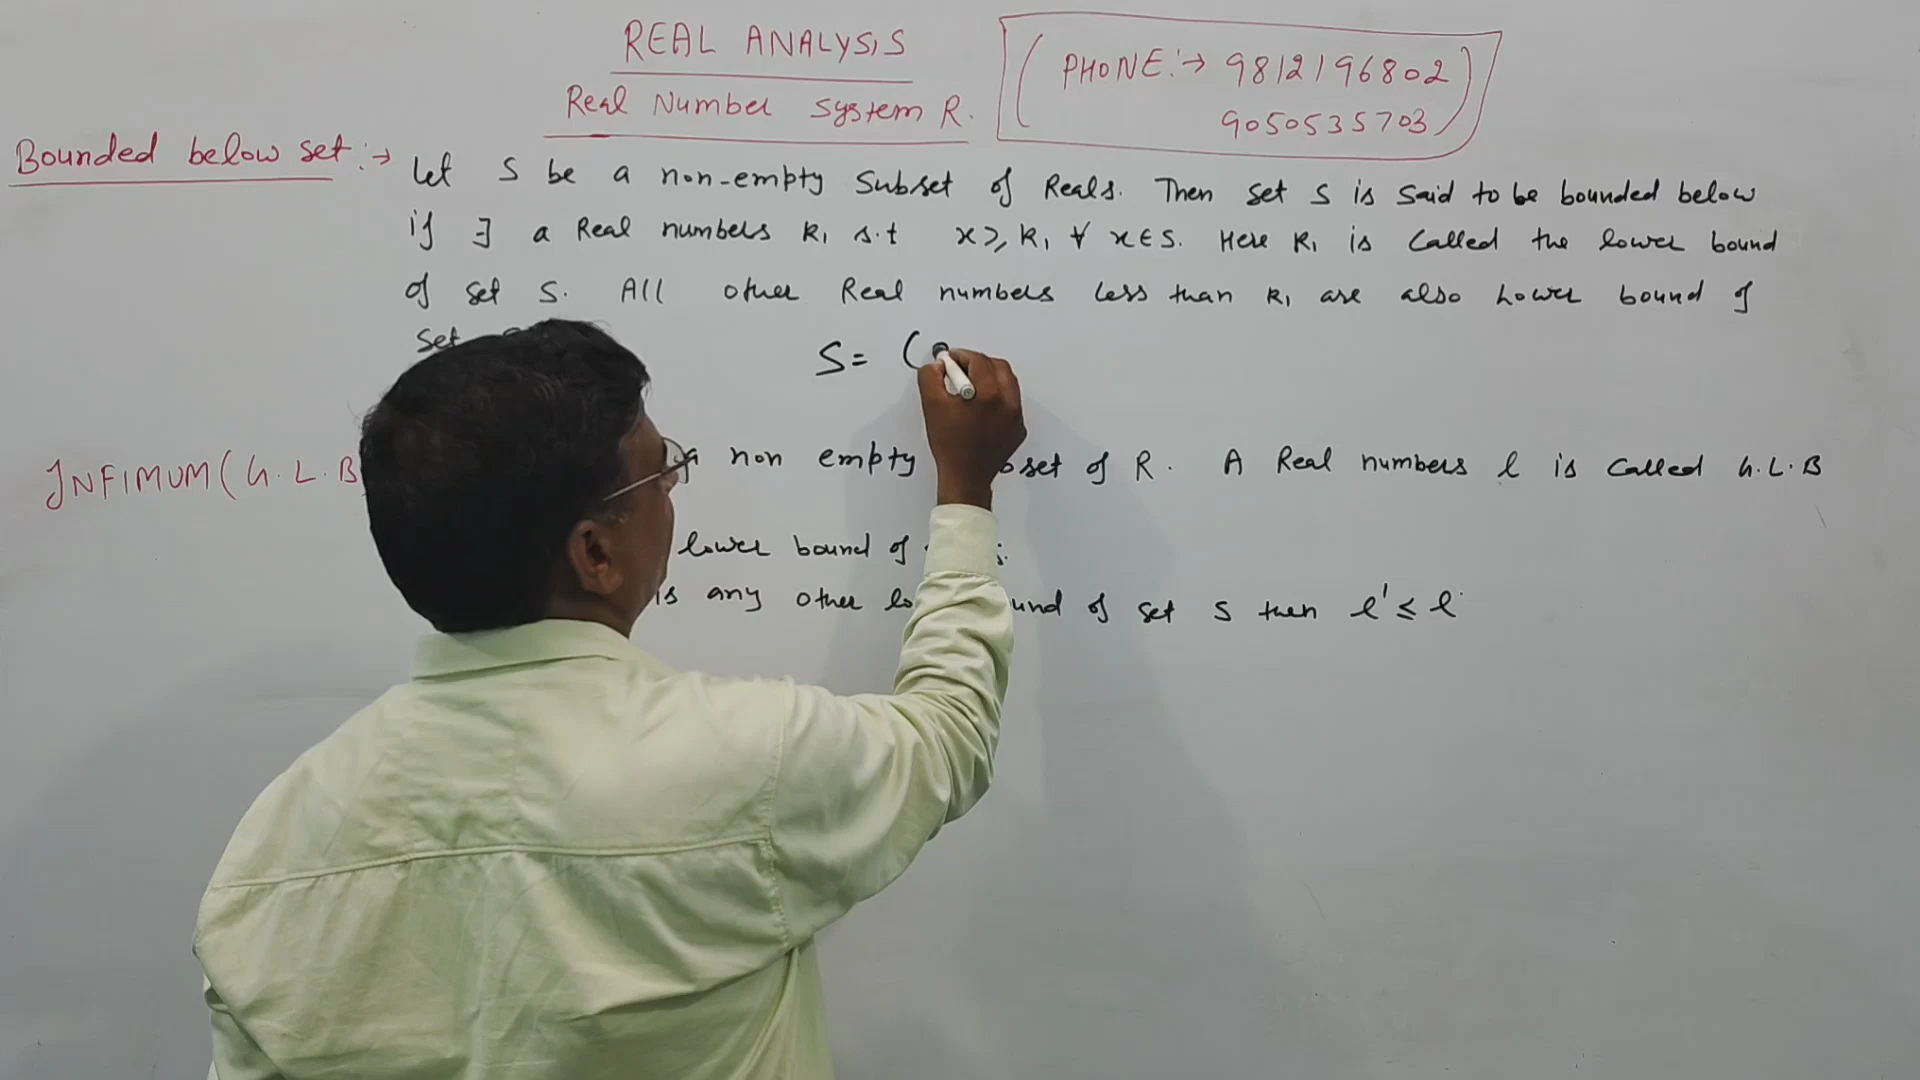 REAL ANALYSIS
Real Number System R.
(PHONE:→ 9812196802
9050535703)
Bounded below set:→ Let S be a non-empty Subset of Reals. Then set S is said to be bounded below
if ∃ a Real numbers k₁ s.t x≥k₁ ∀ x∈S. Here k₁ is called the lower bound
of set S. All other Real numbers less than k₁ are also Lower bound of
set
S= (
INFIMUM (G.L.B a non empty set of R. A Real numbers l is called G.L.B
lower bound of
is any other lo und of set S then l'≤l